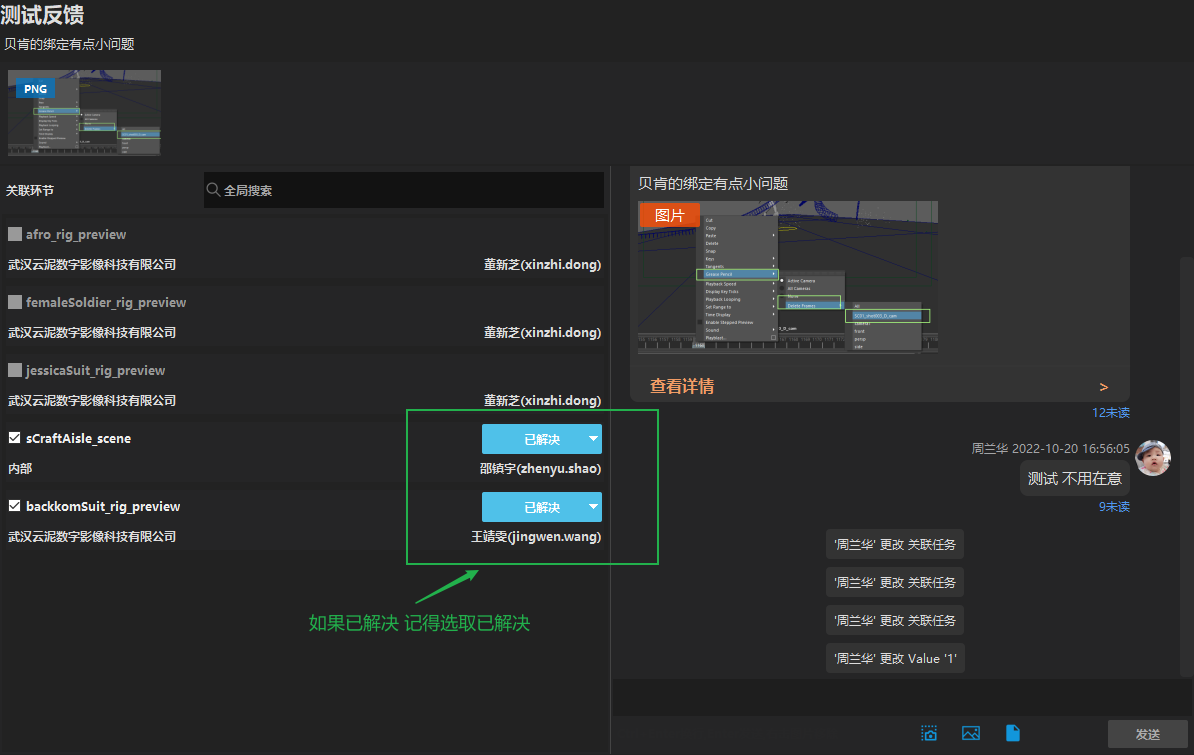 测试反馈
贝肯的绑定有点小问题
PNG
关联环节
全局搜索
afro_rig_preview
武汉云泥数字影像科技有限公司
董新芝(xinzhi.dong)
femaleSoldier_rig_preview
武汉云泥数字影像科技有限公司
董新芝(xinzhi.dong)
jessicaSuit_rig_preview
武汉云泥数字影像科技有限公司
董新芝(xinzhi.dong)
sCraftAisle_scene
已解决
内部
邵镇宇(zhenyu.shao)
backkomSuit_rig_preview
已解决
武汉云泥数字影像科技有限公司
王靖雯(jingwen.wang)
如果已解决 记得选取已解决
贝肯的绑定有点小问题
图片
Cut
Copy
Paste
Delete
Snap
Keys
Tangents
Grease Pencil
Playback Speed
Display Key Ticks
Playback Looping
Set Range to
Time Display
Enable Stepped Preview
Sound
Playblast...
Active Camera
All Cameras
Delete Frames
All
front
persp
side
查看详情
>
12未读
周兰华 2022-10-20 16:56:05
测试 不用在意
9未读
'周兰华' 更改 关联任务
'周兰华' 更改 关联任务
'周兰华' 更改 关联任务
'周兰华' 更改 Value '1'
发送